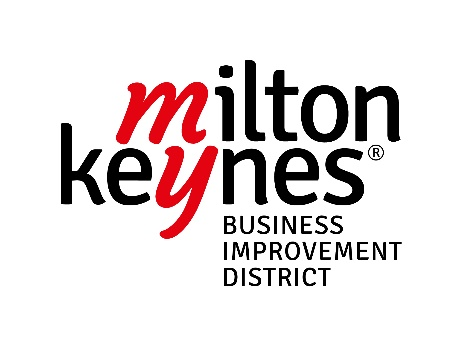 milton
keynes®
BUSINESS
IMPROVEMENT
DISTRICT